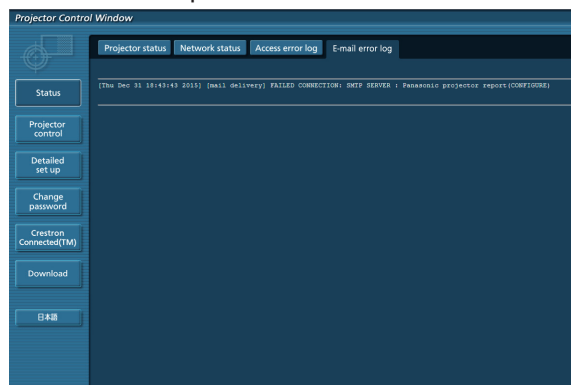 Projector Control Window
Projector status Network status Access error log E-mail error log
[Thu Dec 31 18:43:43 2015] [mail delivery] FAILED CONNECTION: SMTP SERVER : Panasonic projector report(CONFIGURE)
Status
Projector
control
Detailed
set up
Change
password
Crestron
Connected(TM)
Download
日本語